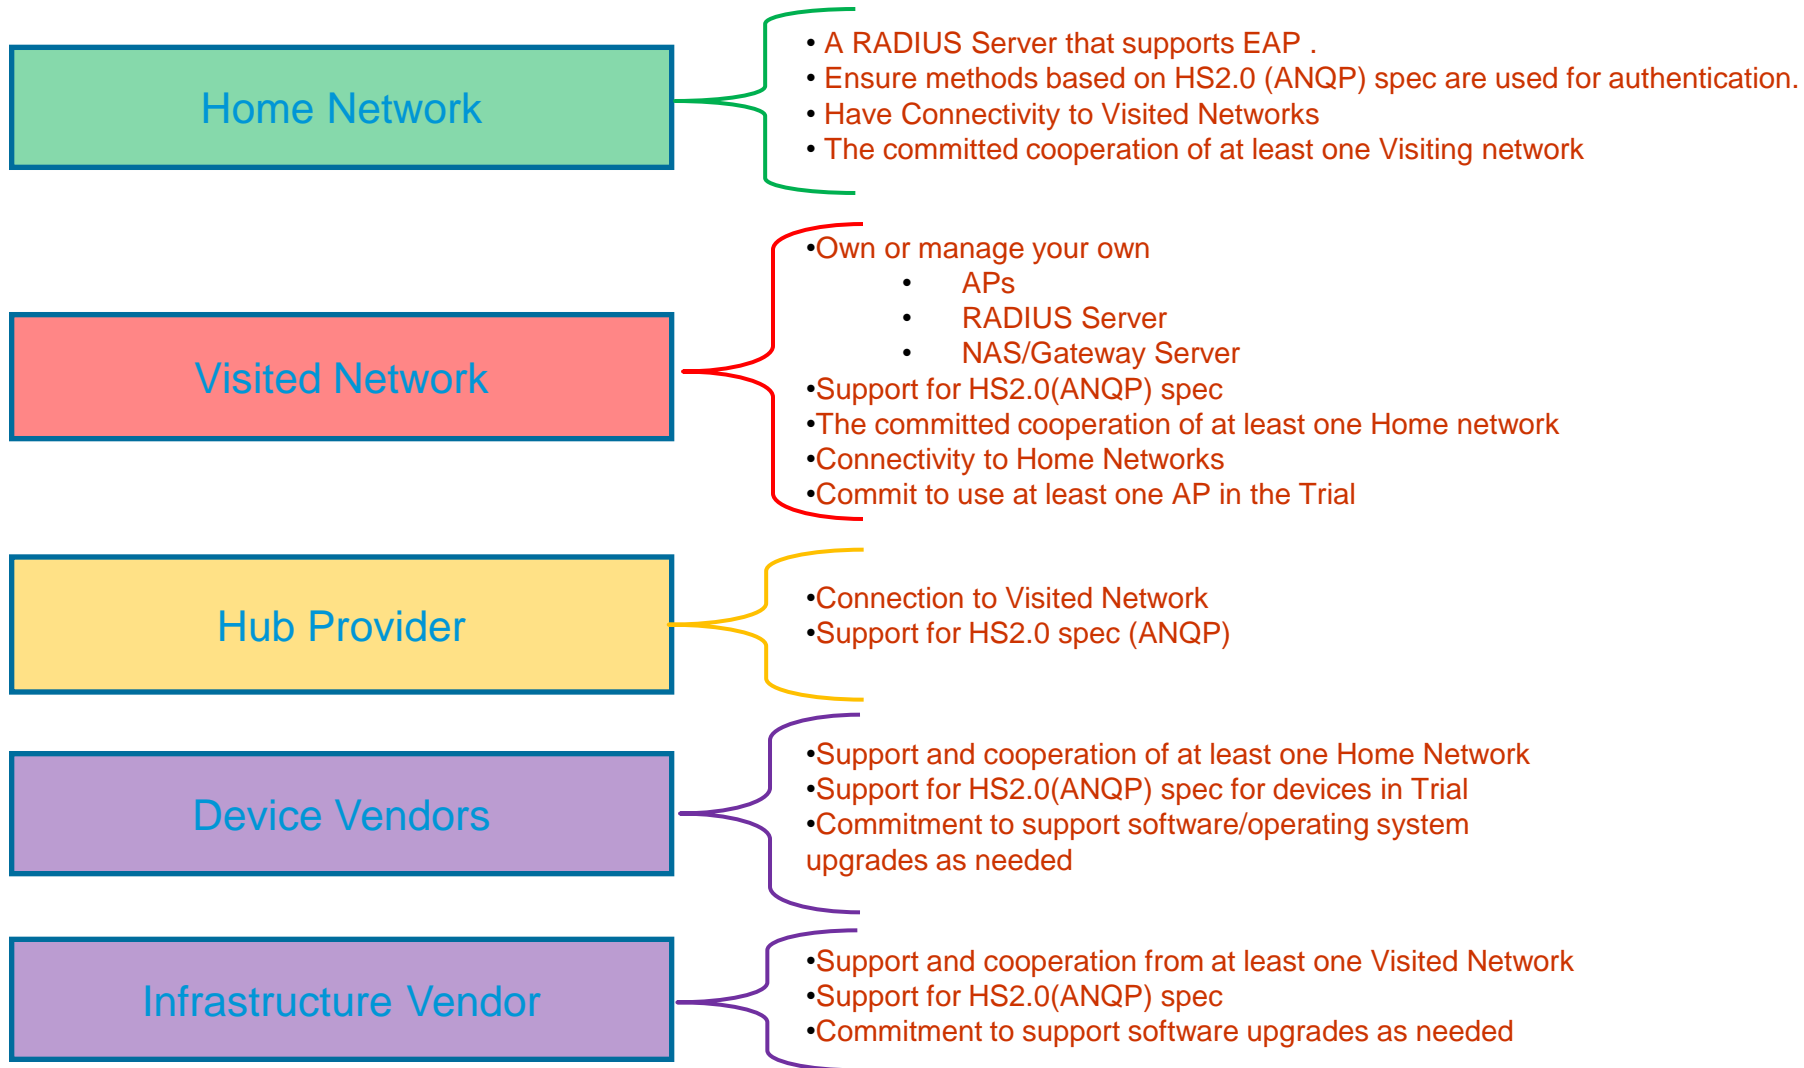 Home Network
• A RADIUS Server that supports EAP .
• Ensure methods based on HS2.0 (ANQP) spec are used for authentication.
• Have Connectivity to Visited Networks
• The committed cooperation of at least one Visiting network
Visited Network
•Own or manage your own
• APs
• RADIUS Server
• NAS/Gateway Server
•Support for HS2.0(ANQP) spec
•The committed cooperation of at least one Home network
•Connectivity to Home Networks
•Commit to use at least one AP in the Trial
Hub Provider
•Connection to Visited Network
•Support for HS2.0 spec (ANQP)
Device Vendors
•Support and cooperation of at least one Home Network
•Support for HS2.0(ANQP) spec for devices in Trial
•Commitment to support software/operating system
upgrades as needed
Infrastructure Vendor
•Support and cooperation from at least one Visited Network
•Support for HS2.0(ANQP) spec
•Commitment to support software upgrades as needed